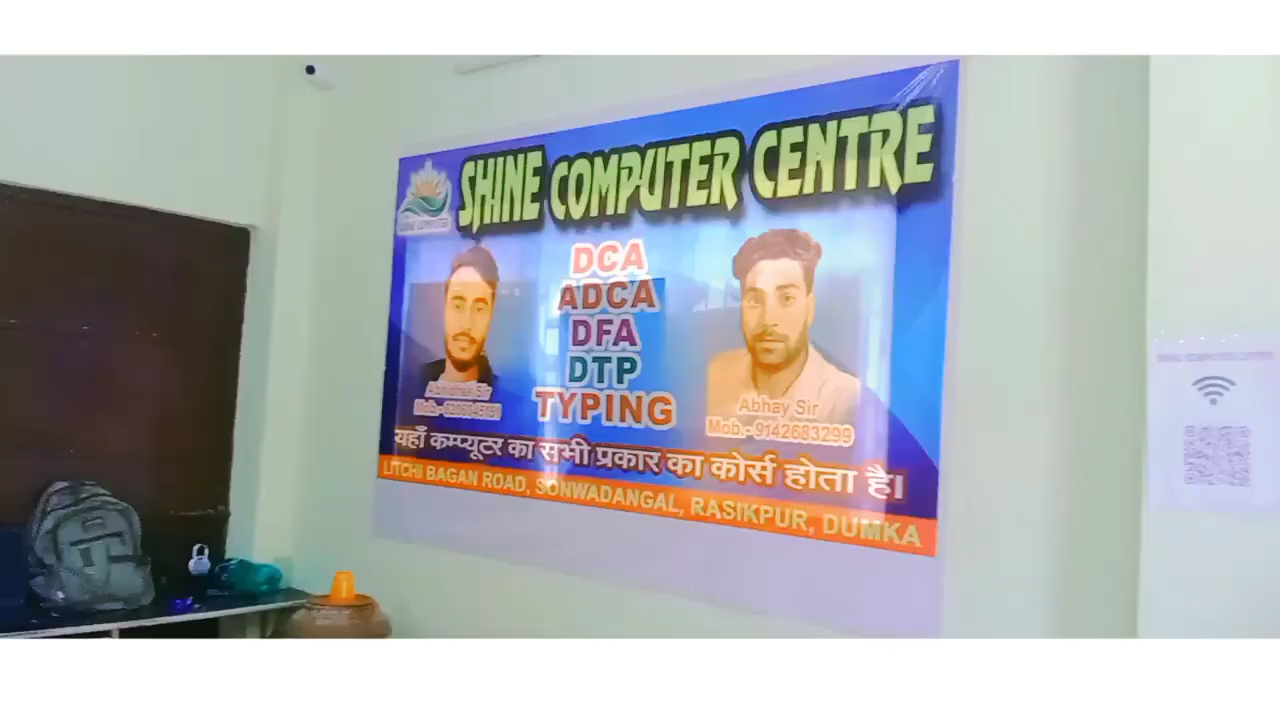 SHINE COMPUTER CENTRE
DCA
ADCA
DFA
DTP
TYPING
Abhay Sir
Mob.- 9142683299
यहाँ कम्प्यूटर का सभी प्रकार का कोर्स होता है।
LITCHI BAGAN ROAD, SONWADANGAL, RASIKPUR, DUMKA